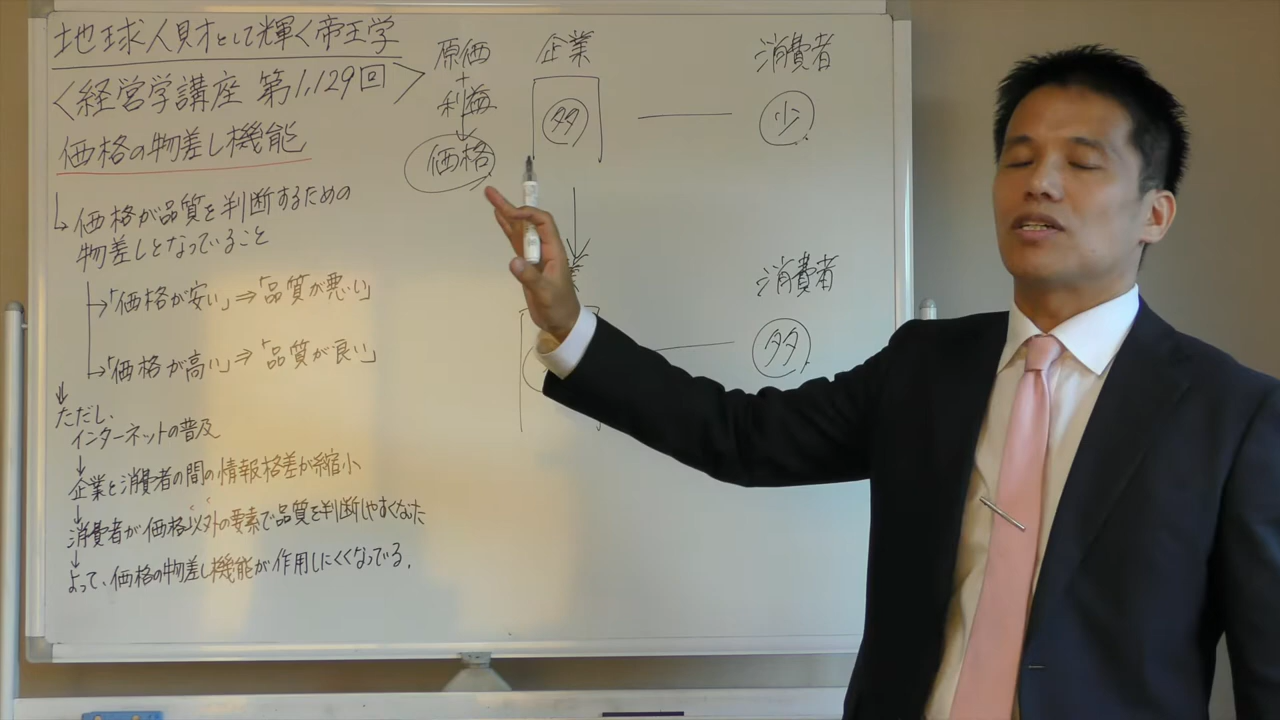 地球人財として輝く帝王学
〈経営学講座 第1,129回〉
価格の物差し機能
価格が品質を判断するための
物差しとなっていること
「価格が安い」⇒「品質が悪い」
「価格が高い」⇒「品質が良い」
ただし、
インターネットの普及
企業と消費者の間の情報格差が縮小
消費者が価格以外の要素で品質を判断しやすくなった
よって、価格の物差し機能が作用しにくくなっている。
原価
+
利益
価格
企業
多
消費者
少
業
消費者
多